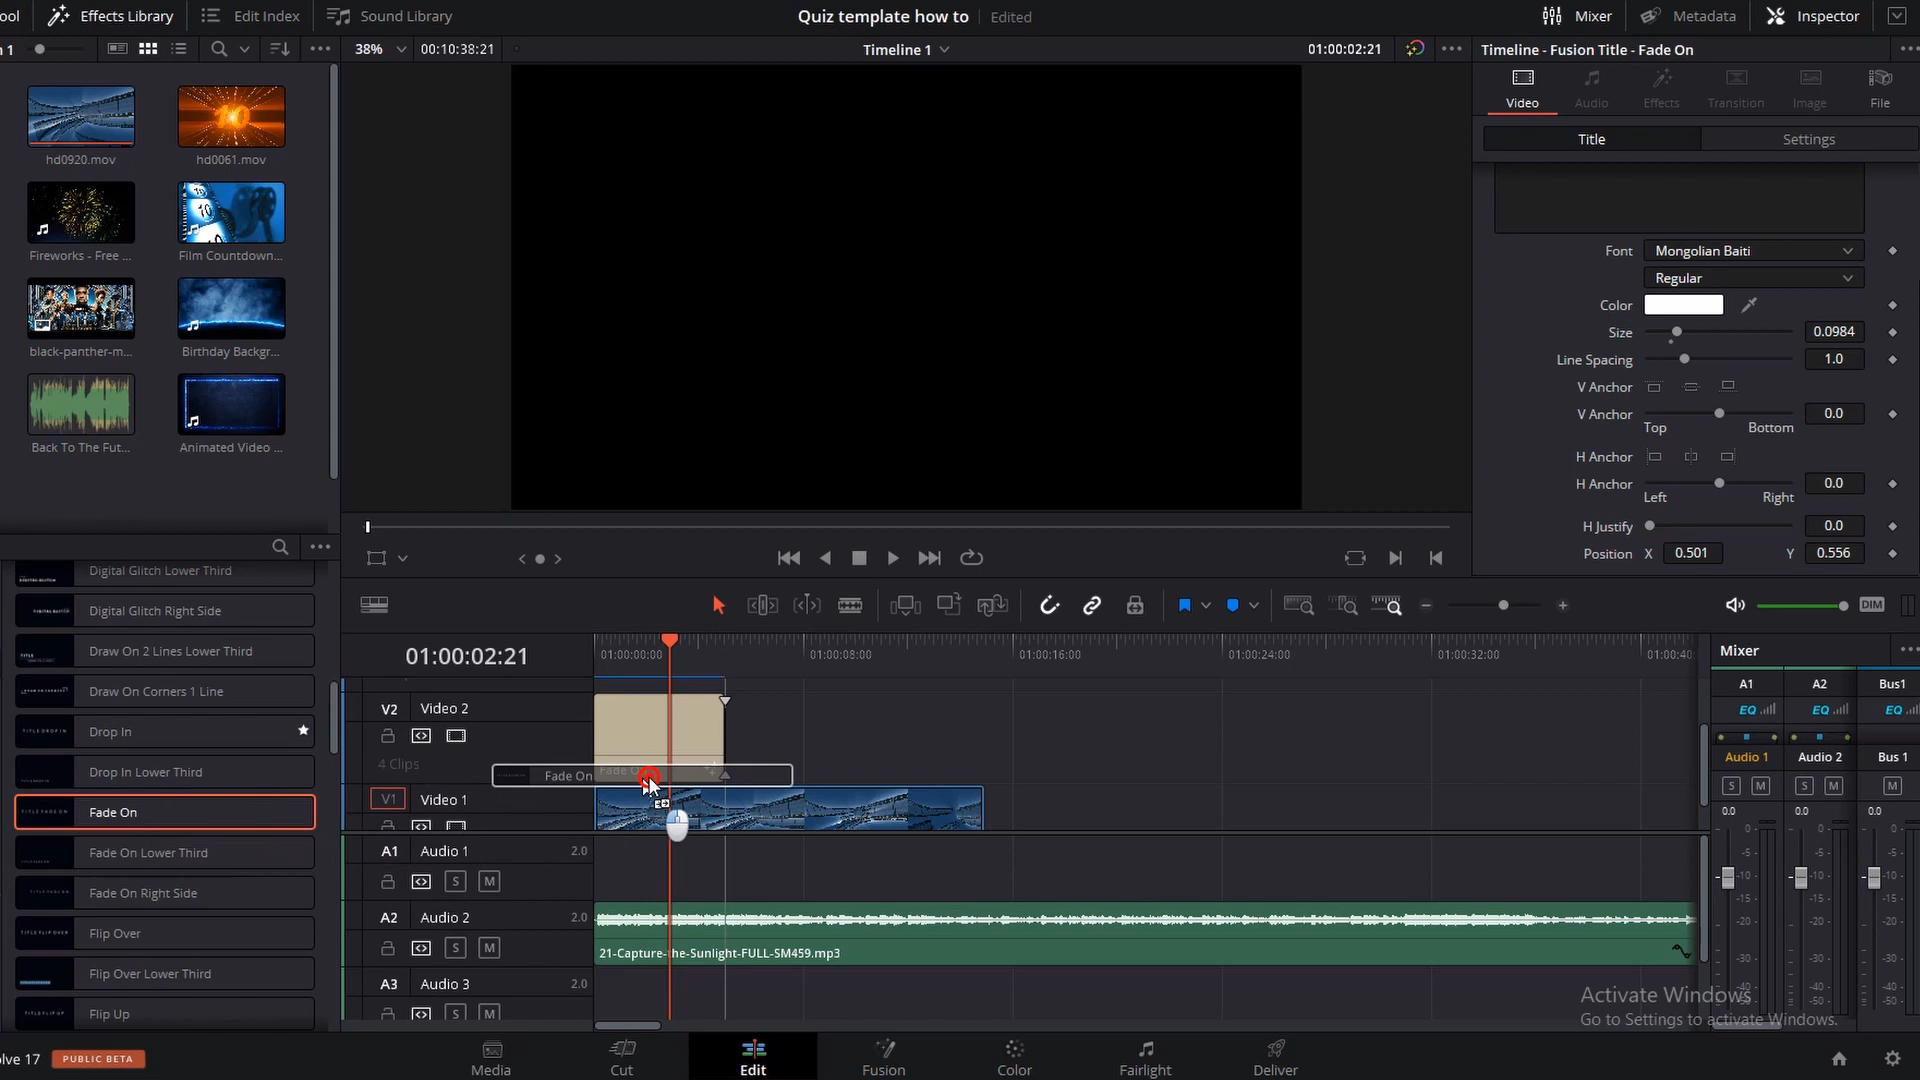 ool
Effects Library
Edit Index
Sound Library
Quiz template how to
Edited
Mixer
Metadata
Inspector
38%
00:10:38:21
Timeline 1
01:00:02:21
Timeline - Fusion Title - Fade On
hd0920.mov
hd0061.mov
Fireworks - Free ...
Film Countdown...
black-panther-m...
Birthday Backgr...
Back To The Fut...
Animated Video ...
Video
Audio
Effects
Transition
Image
File
Title
Settings
Font
Mongolian Baiti
Regular
Color
Size
0.0984
Line Spacing
1.0
V Anchor
V Anchor
0.0
Top
Bottom
H Anchor
H Anchor
0.0
Left
Right
H Justify
0.0
Position
X
0.501
Y
0.556
Digital Glitch Lower Third
Digital Glitch Right Side
Draw On 2 Lines Lower Third
Draw On Corners 1 Line
Drop In
Drop In Lower Third
Fade On
Fade On Lower Third
Fade On Right Side
Flip Over
Flip Over Lower Third
Flip Up
DIM
01:00:02:21
01:00:00:00
01:00:08:00
01:00:16:00
01:00:24:00
01:00:32:00
01:00:40
V2
Video 2
4 Clips
Fade On
V1
Video 1
A1
Audio 1
2.0
S
M
A2
Audio 2
2.0
S
M
21-Capture-the-Sunlight-FULL-SM459.mp3
A3
Audio 3
2.0
S
M
Mixer
A1
A2
Bus1
EQ
EQ
EQ
Audio 1
Audio 2
Bus 1
S
M
S
M
M
0.0
0.0
0.0
Activate Windows
Go to Settings to activate Windows.
olve 17
PUBLIC BETA
Media
Cut
Edit
Fusion
Color
Fairlight
Deliver